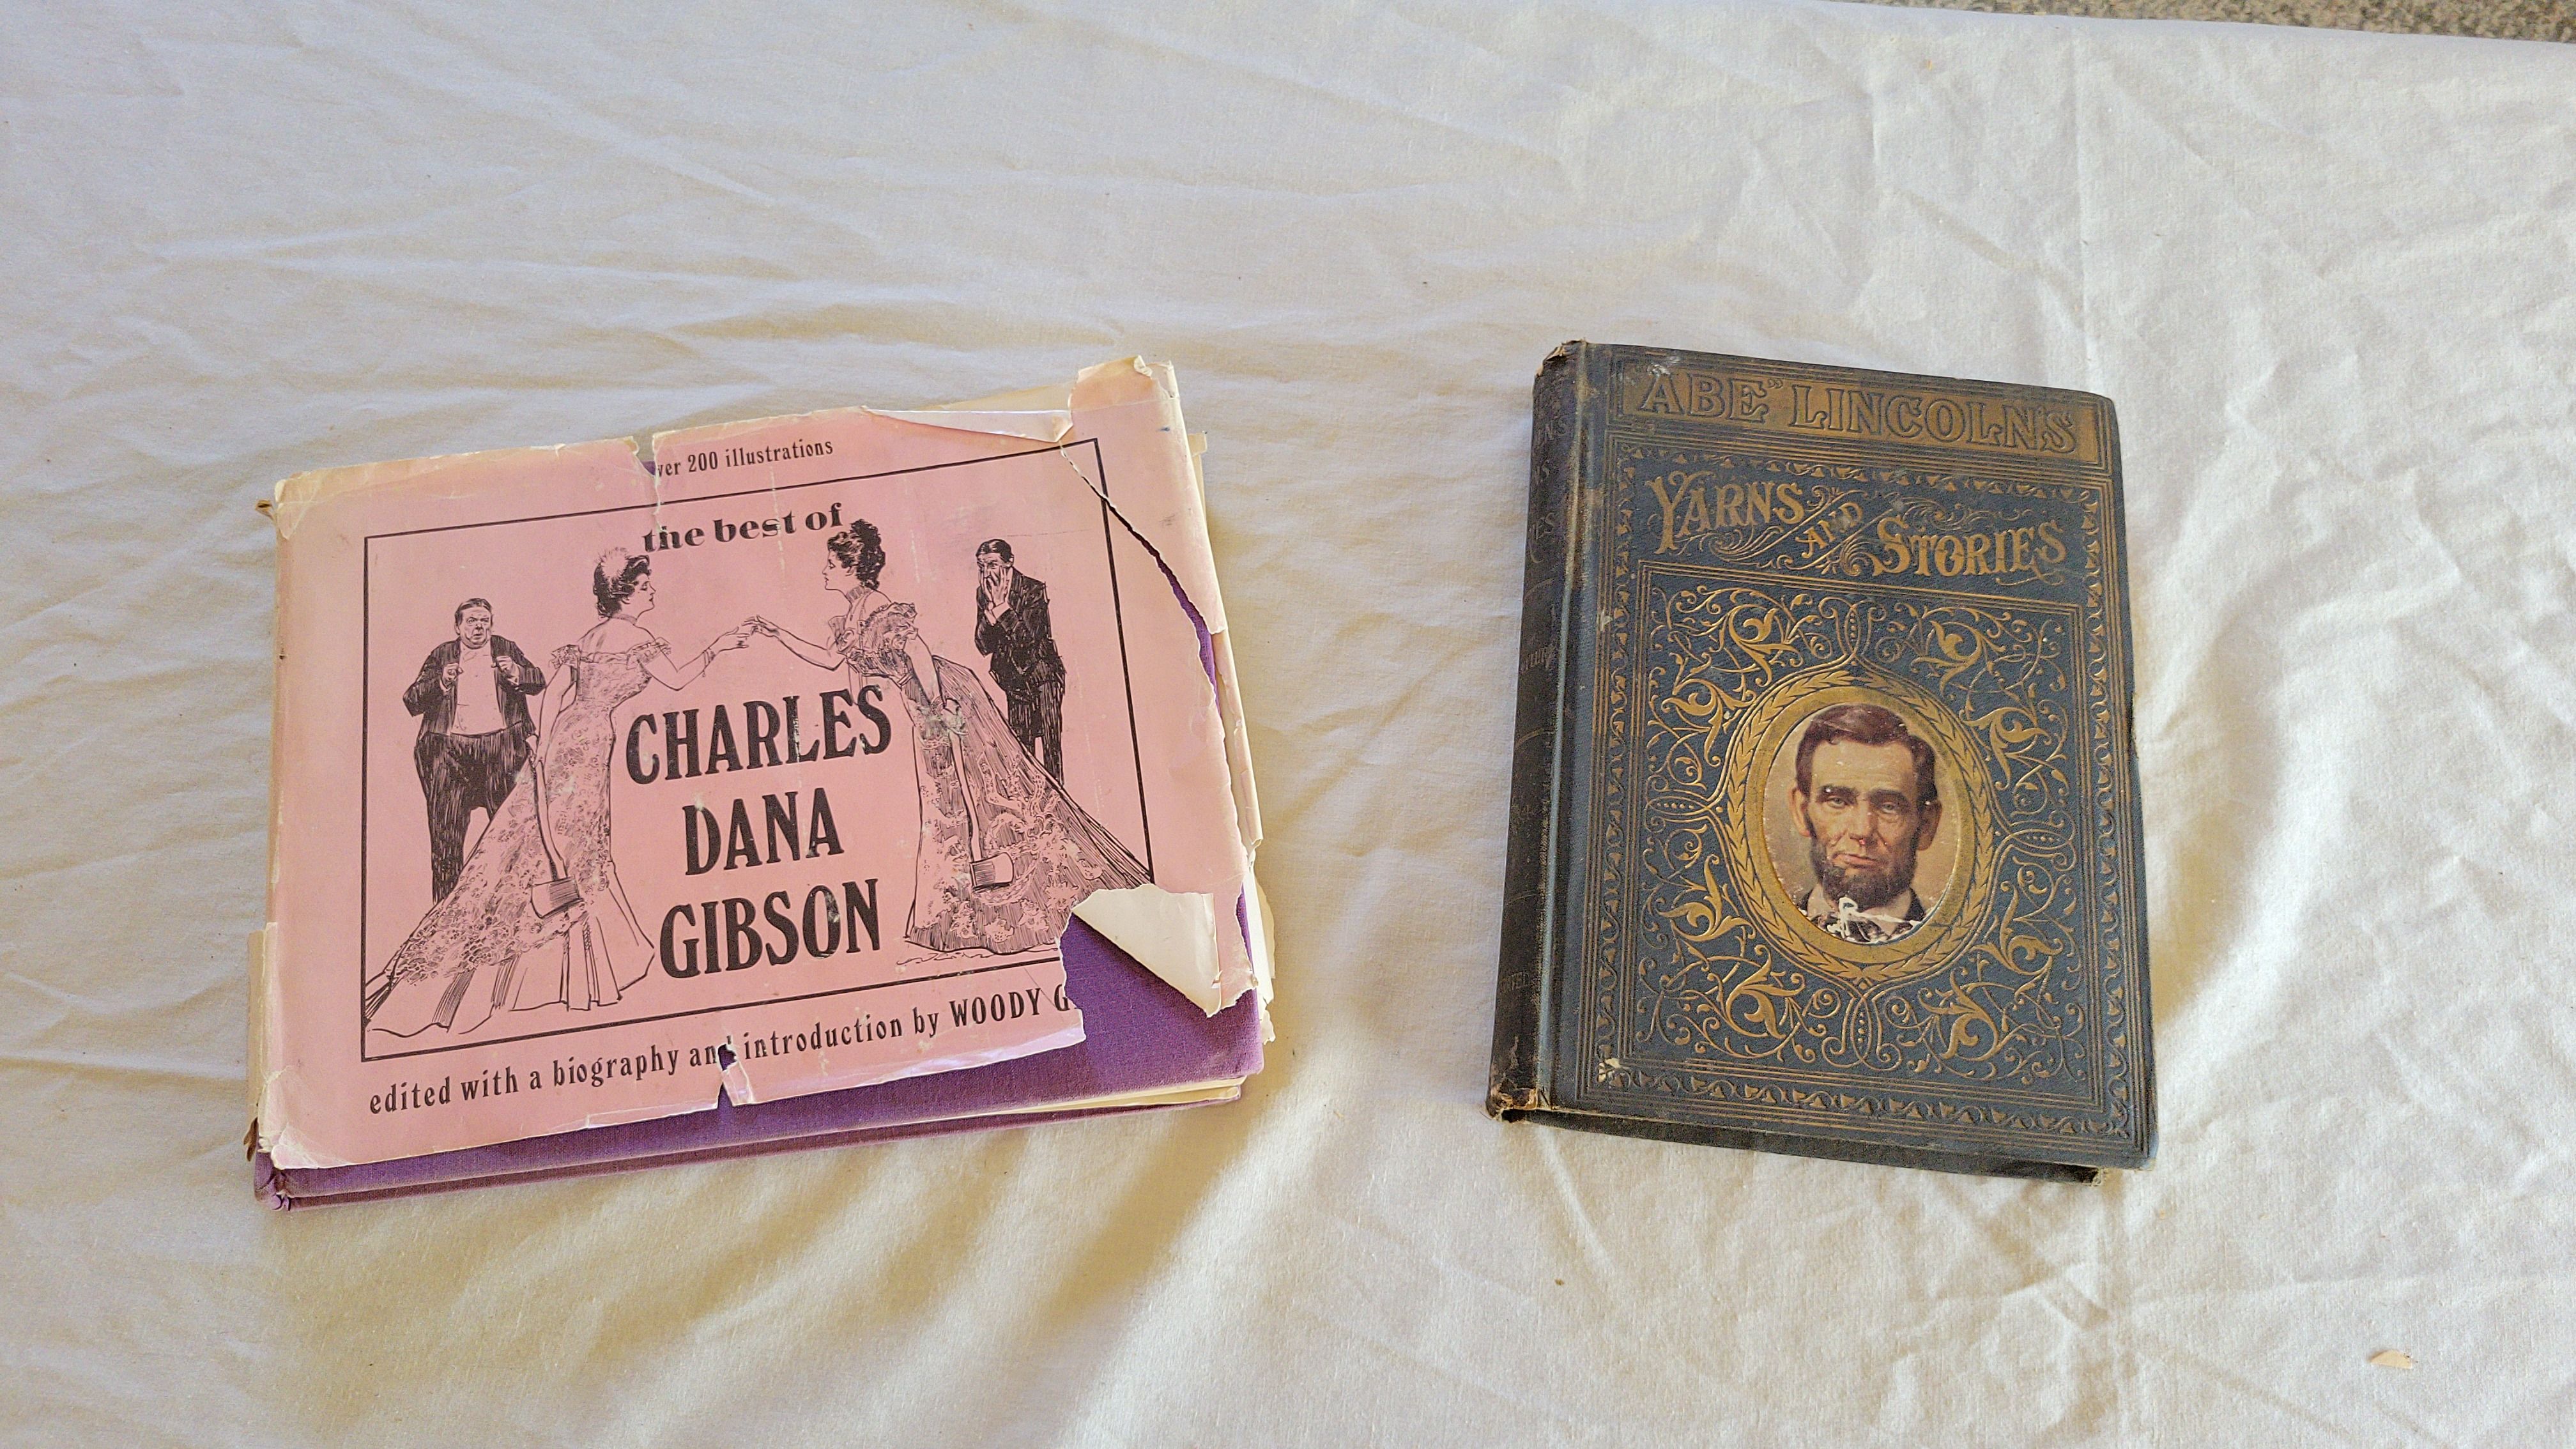 ver 200 illustrations
the best of
CHARLES
DANA
GIBSON
edited with a biography and introduction by WOODY G
"ABE" LINCOLN'S
YARNS
AND
STORIES